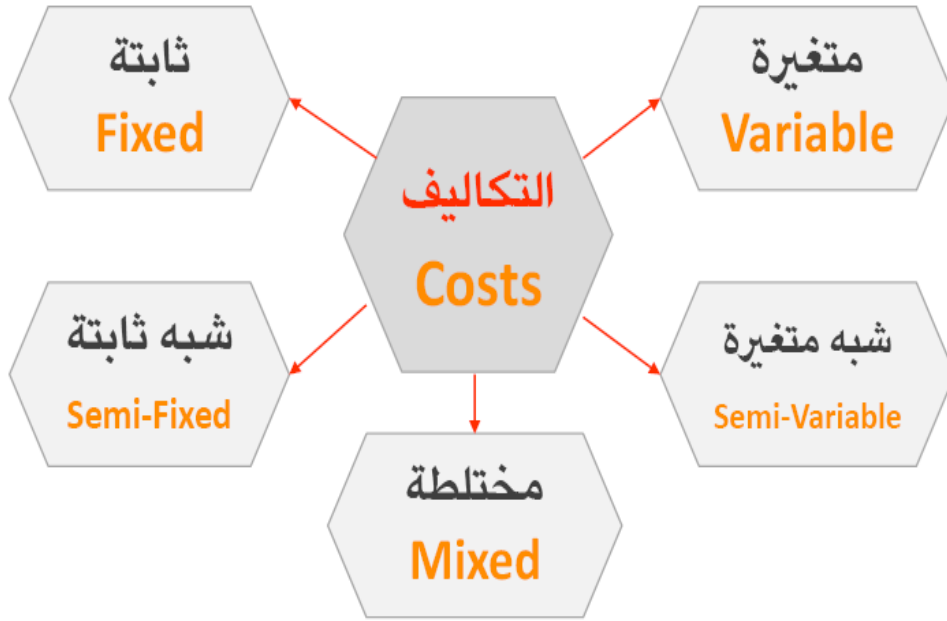 ثابتة
Fixed
متغيرة
Variable
التكاليف
Costs
شبه ثابتة
Semi-Fixed
شبه متغيرة
Semi-Variable
مختلطة
Mixed